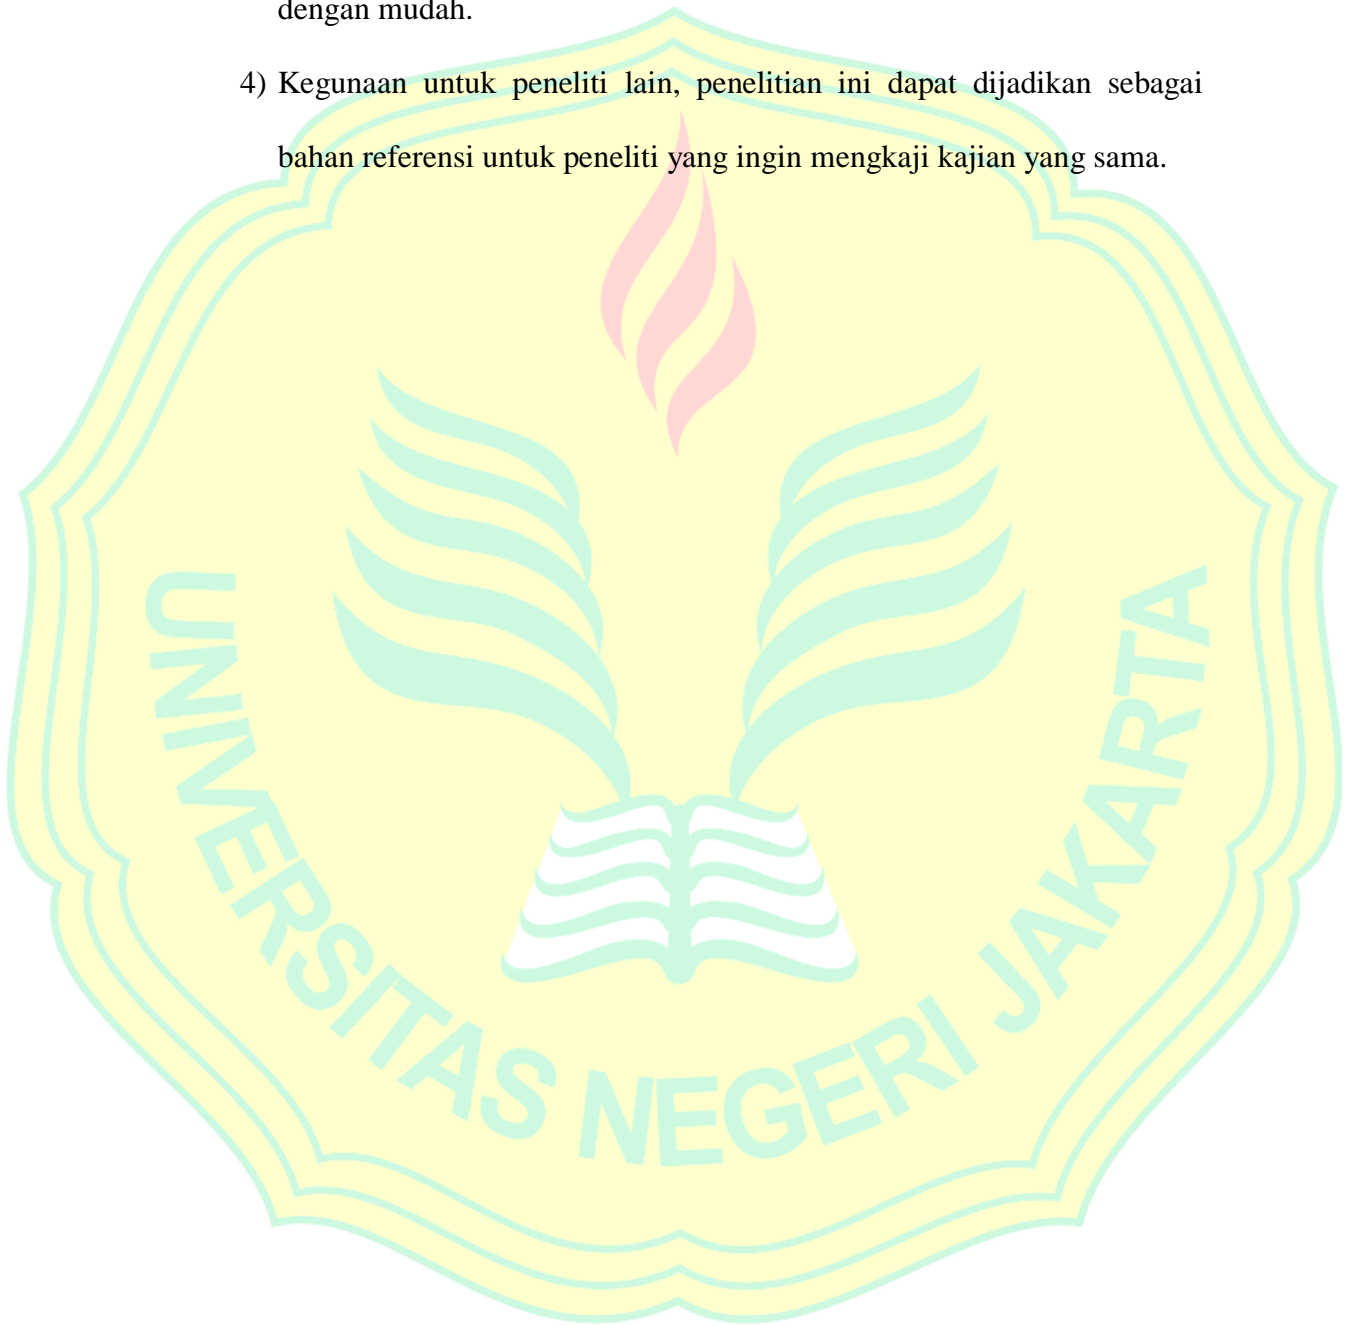 dengan mudah.
4) Kegunaan untuk peneliti lain, penelitian ini dapat dijadikan sebagai
bahan referensi untuk peneliti yang ingin mengkaji kajian yang sama.
UNIVERSITAS NEGERI JAKARTA